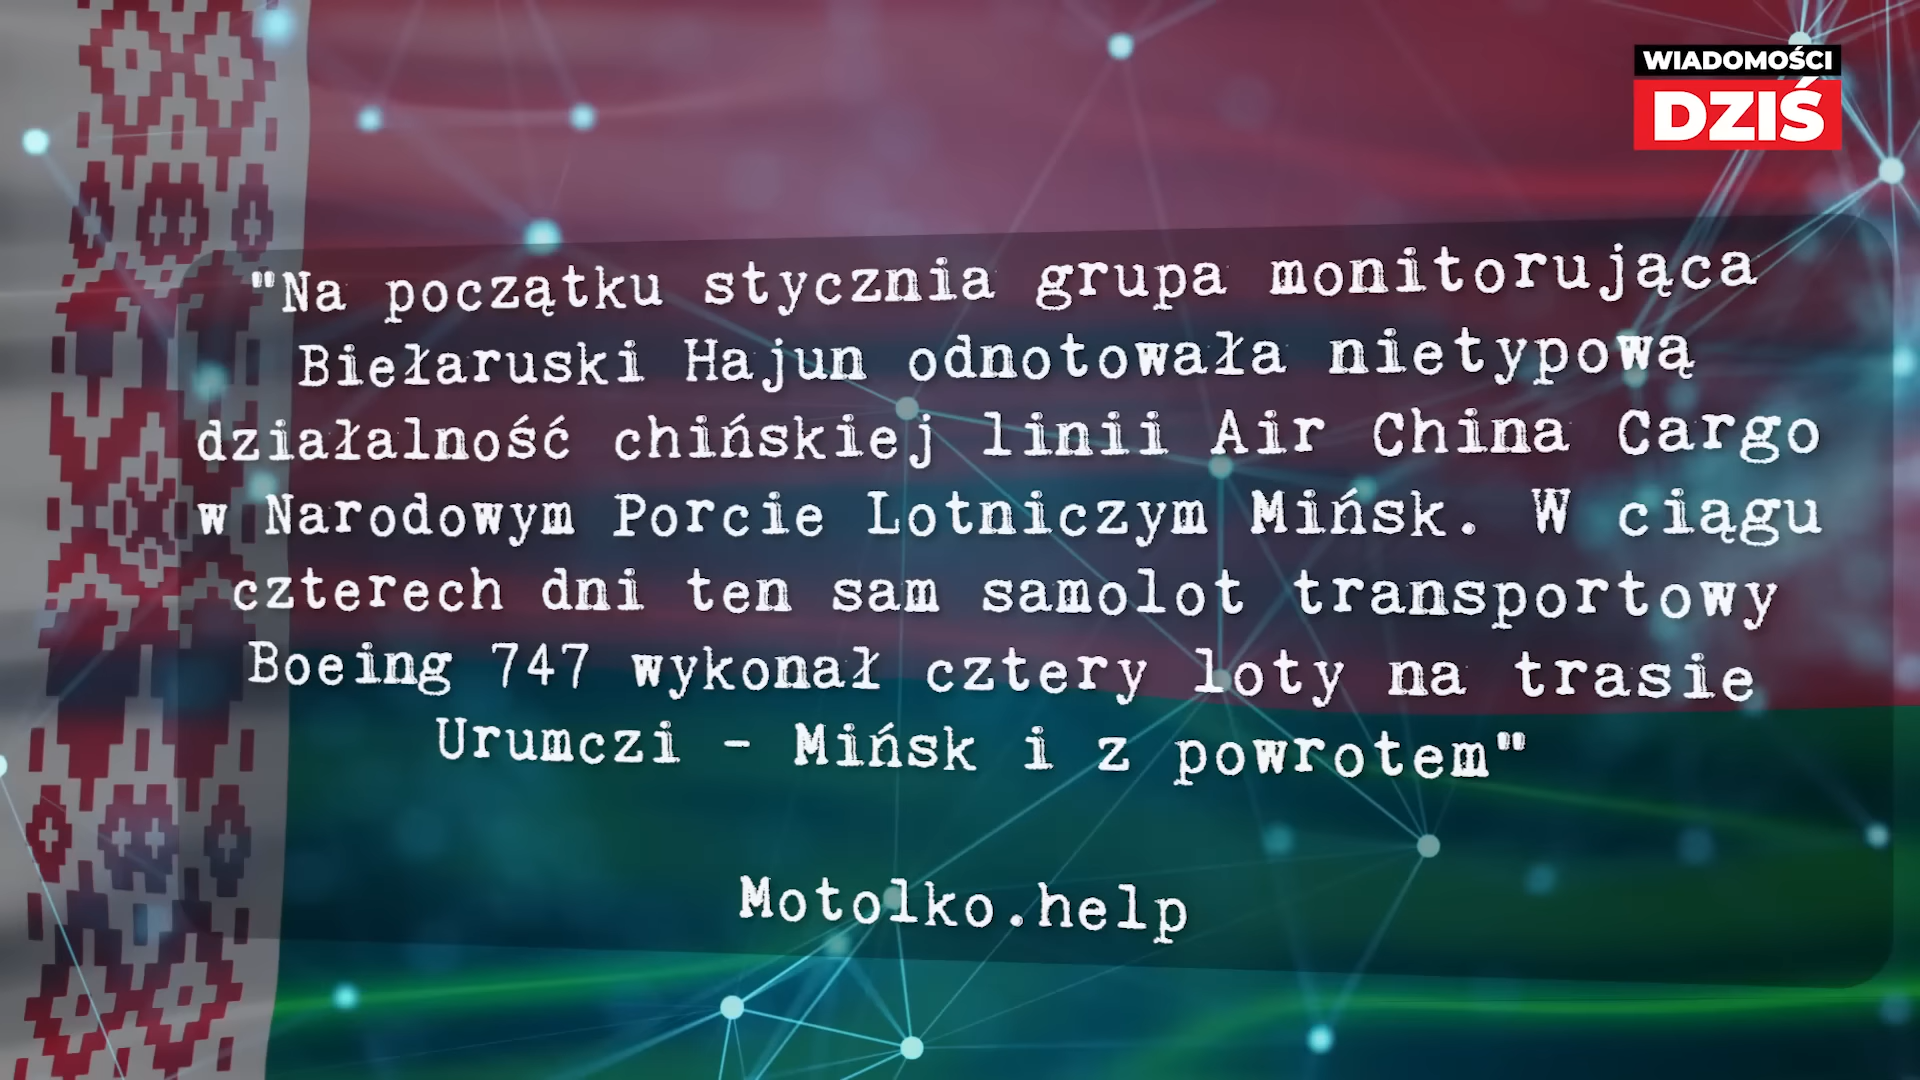 WIADOMOŚCI
DZIŚ
"Na początku stycznia grupa monitorująca
Biełaruski Hajun odnotowała nietypową
działalność chińskiej linii Air China Cargo
w Narodowym Porcie Lotniczym Mińsk. W ciągu
czterech dni ten sam samolot transportowy
Boeing 747 wykonał cztery loty na trasie
Urumczi - Mińsk i z powrotem"
Motolko.help